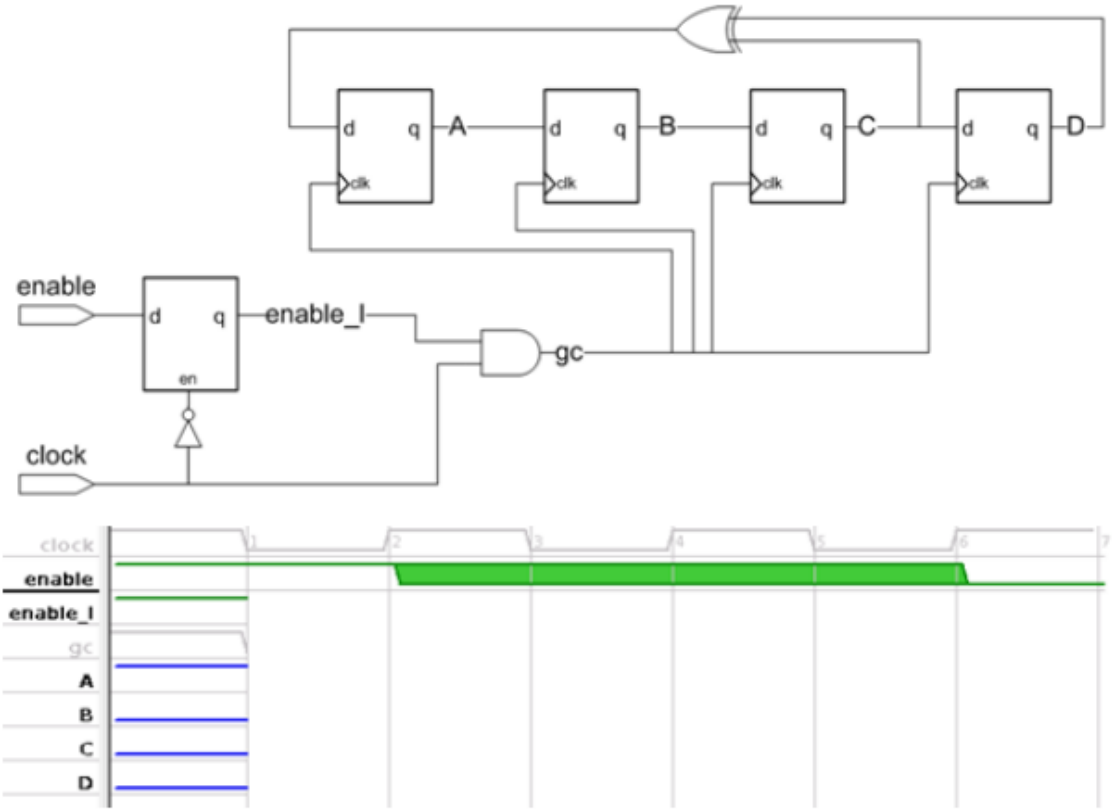 d q A d q B d q C d q D
clk clk clk clk
enable
d q enable_l
en
gc
clock
clock 1 2 3 4 5 6 7
enable
enable_l
gc
A
B
C
D